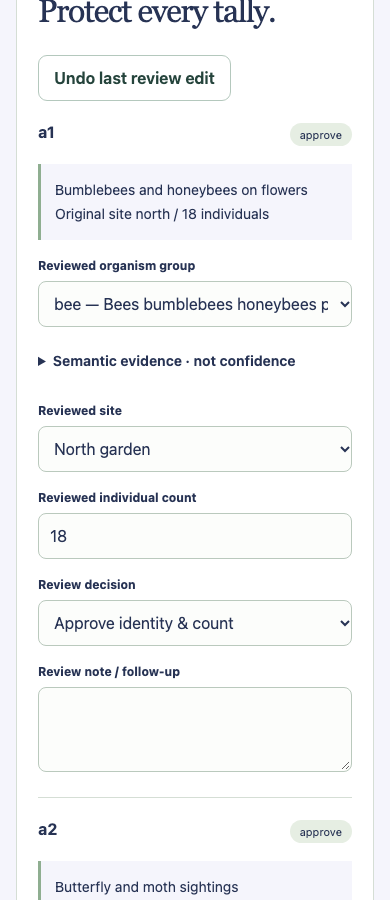 Protect every tally.
Undo last review edit
a1
approve
Bumblebees and honeybees on flowers
Original site north / 18 individuals
Reviewed organism group
bee — Bees bumblebees honeybees p
Semantic evidence · not confidence
Reviewed site
North garden
Reviewed individual count
18
Review decision
Approve identity & count
Review note / follow-up
a2
approve
Butterfly and moth sightings